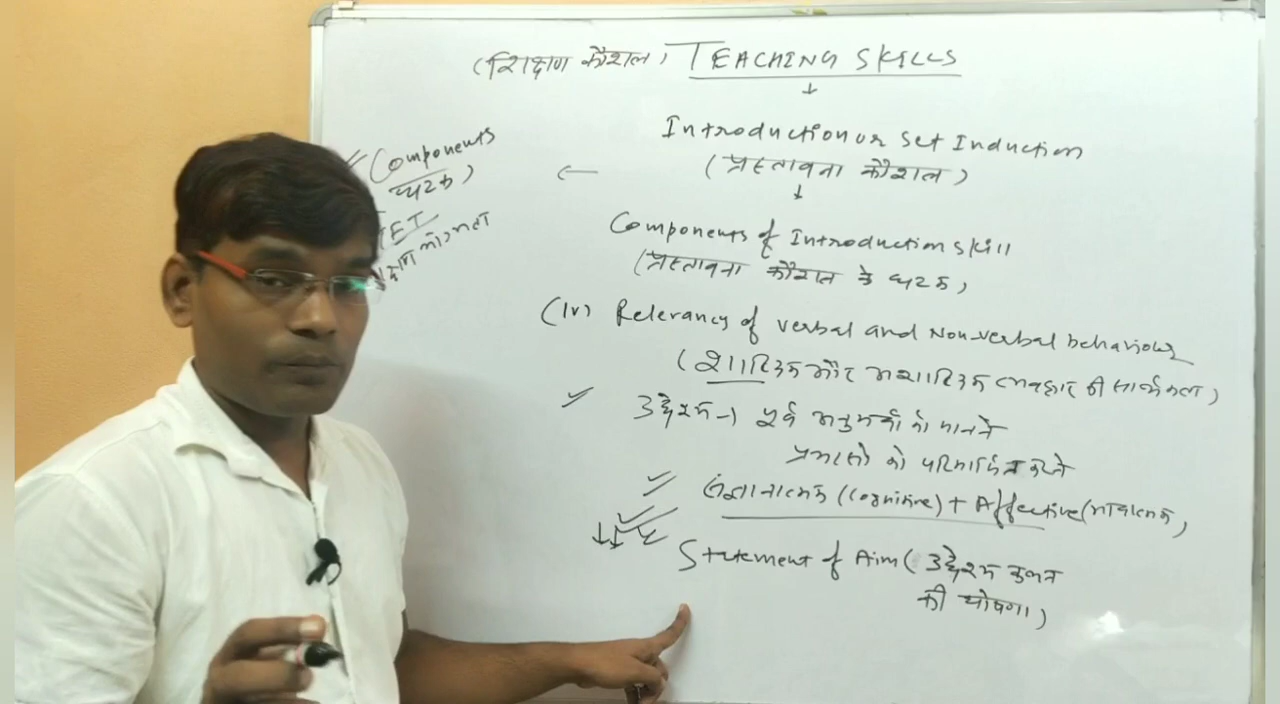 (शिक्षण कौशल) TEACHING SKILLS
Introduction or Set Induction
(प्रस्तावना कौशल)
Components
घटक)
TET
Components of Introduction skill
(प्रस्तावना कौशल के घटक)
(iv) Relevancy of verbal and Non-verbal behaviour
(शाब्दिक और अशाब्दिक व्यवहार की सार्थकता)
उद्देश्य → पूर्व अनुभवों को जानने
को परिमार्जित करने
संज्ञानात्मक (Cognitive) + Affective (भावात्मक)
Statement of Aim ( उद्देश्य कथन
की घोषणा)